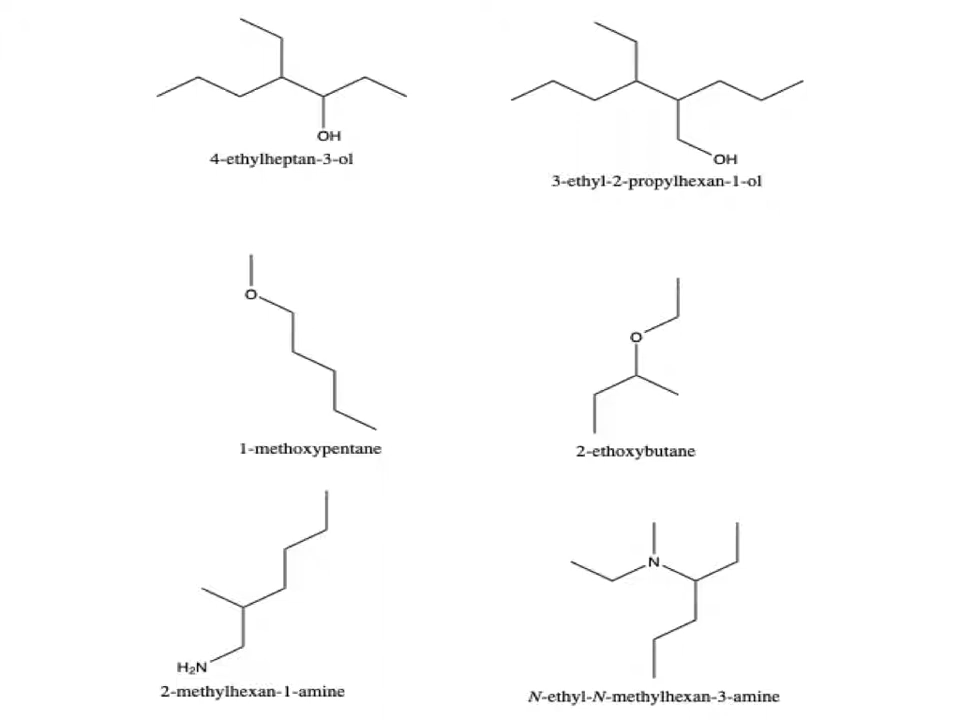 OH
4-ethylheptan-3-ol
OH
3-ethyl-2-propylhexan-1-ol
O
1-methoxypentane
O
2-ethoxybutane
H₂N
2-methylhexan-1-amine
N
N-ethyl-N-methylhexan-3-amine